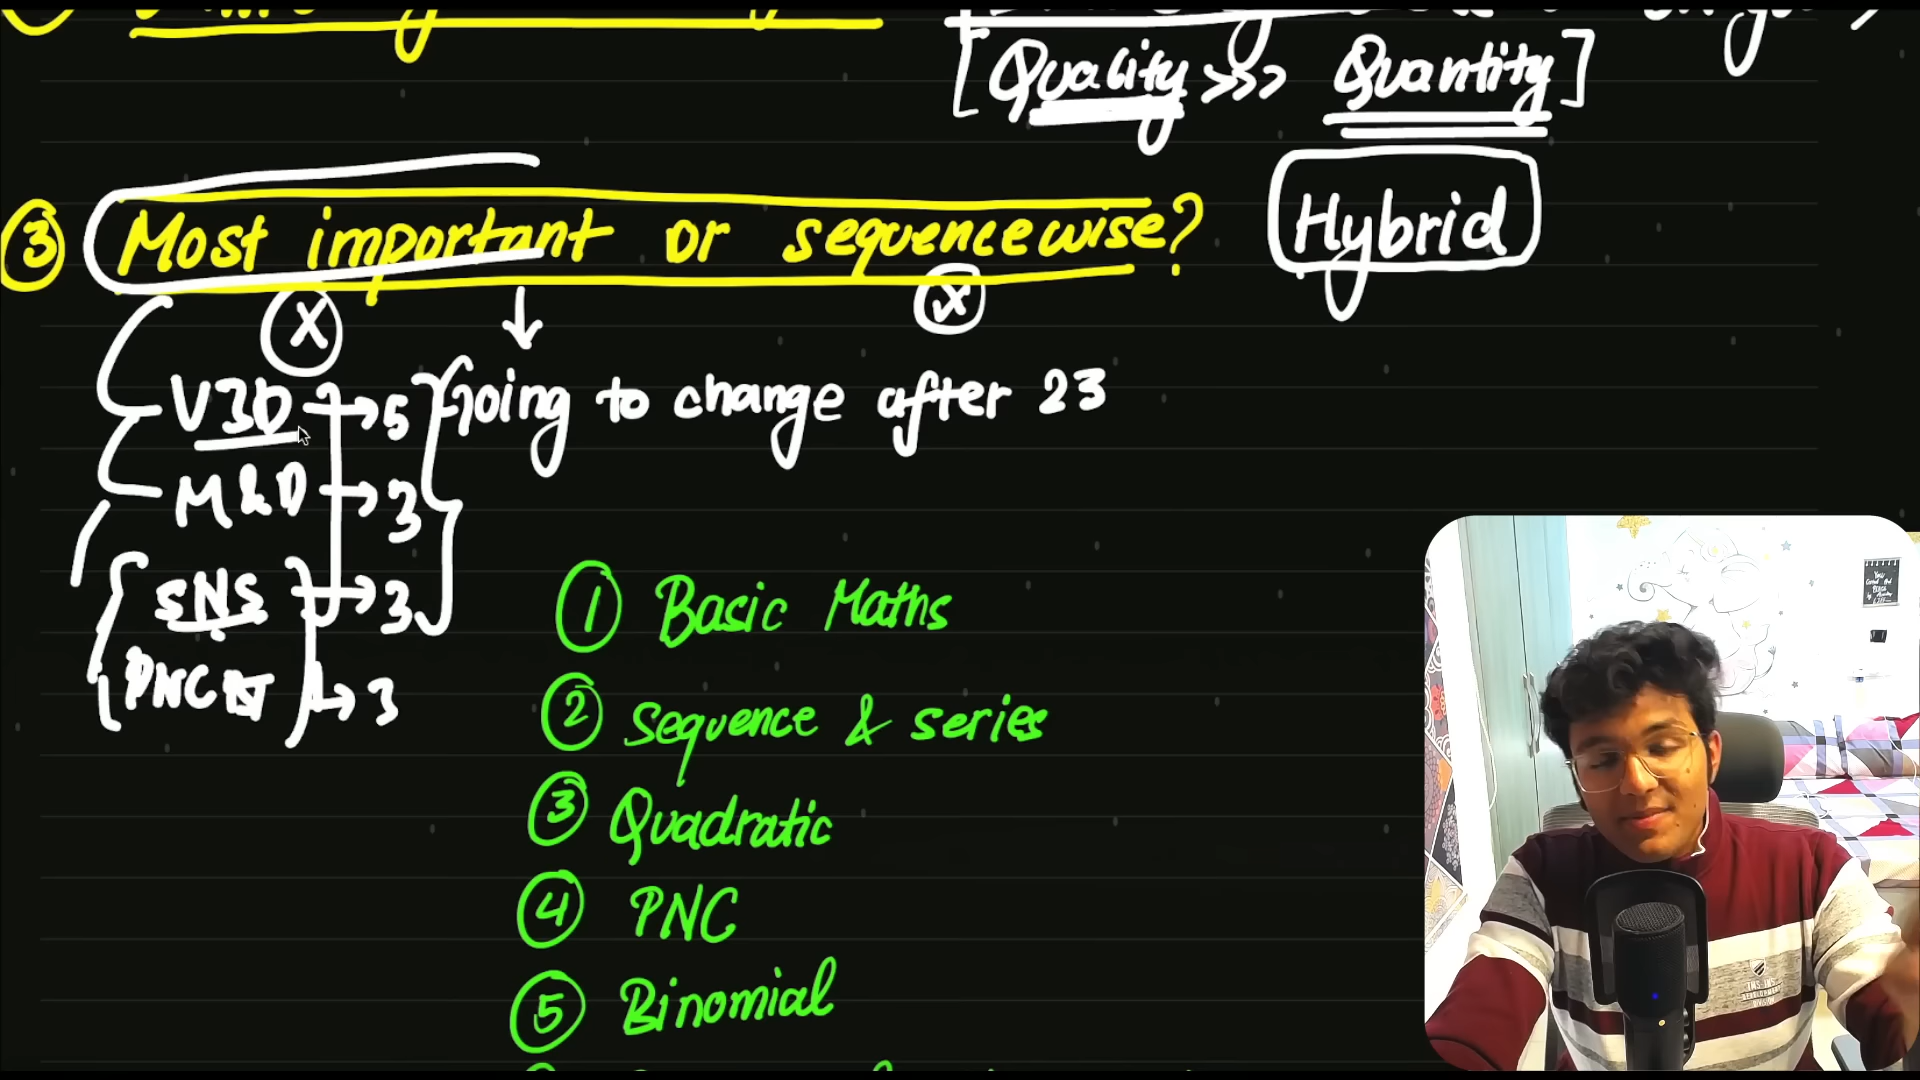 [Quality >>> Quantity]
③ Most important or sequencewise? Hybrid
X X
V3D → 5 Going to change after 23
M&D → 3
SNS → 3
PNC → 3
① Basic Maths
② Sequence & series
③ Quadratic
④ PNC
⑤ Binomial